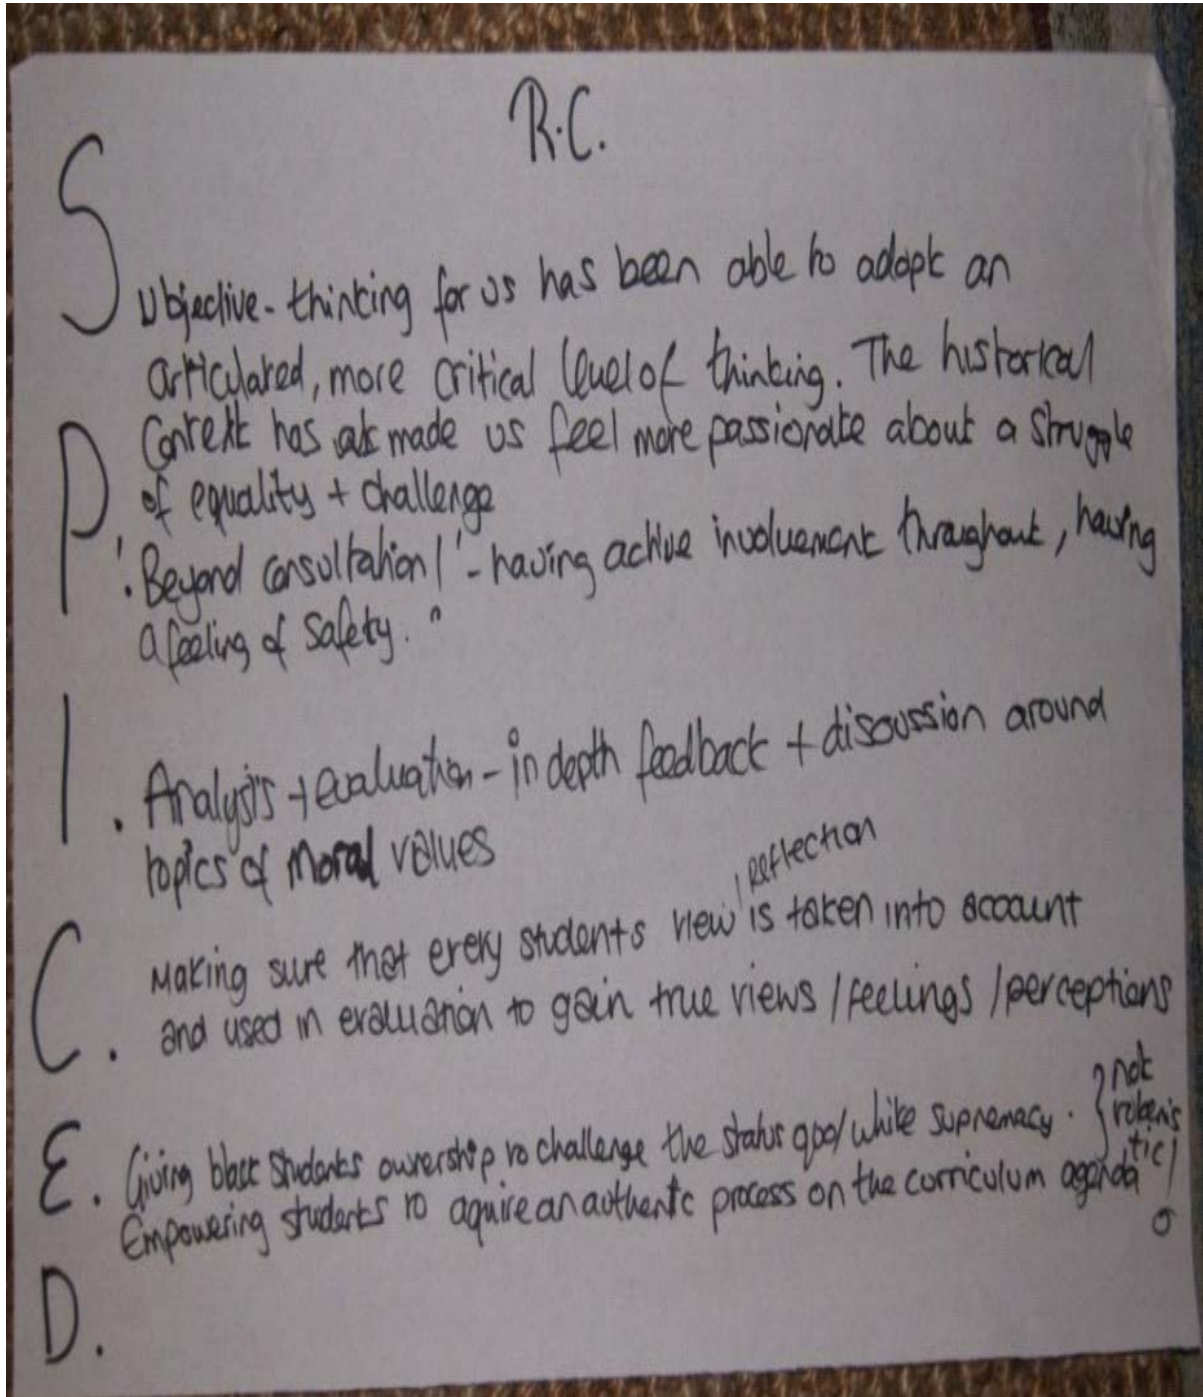 R.C.
Subjective - thinking for us has been able to adopt an
articulated, more critical level of thinking. The historical
Context has made us feel more passionate about a struggle
P. of equality + challenge
'Beyond consultation!' - having active involvement throughout, having
a feeling of safety."
I. Analysis + evaluation - in depth feedback + discussion around
topics of moral values
, reflection
C. Making sure that every students view is taken into account
and used in evaluation to gain true views / feelings / perceptions
E. Giving black students ownership to challenge the status quo / white supremacy. } not
tokenis
tic!
Empowering students to aquire an authentic process on the curriculum agenda
D.